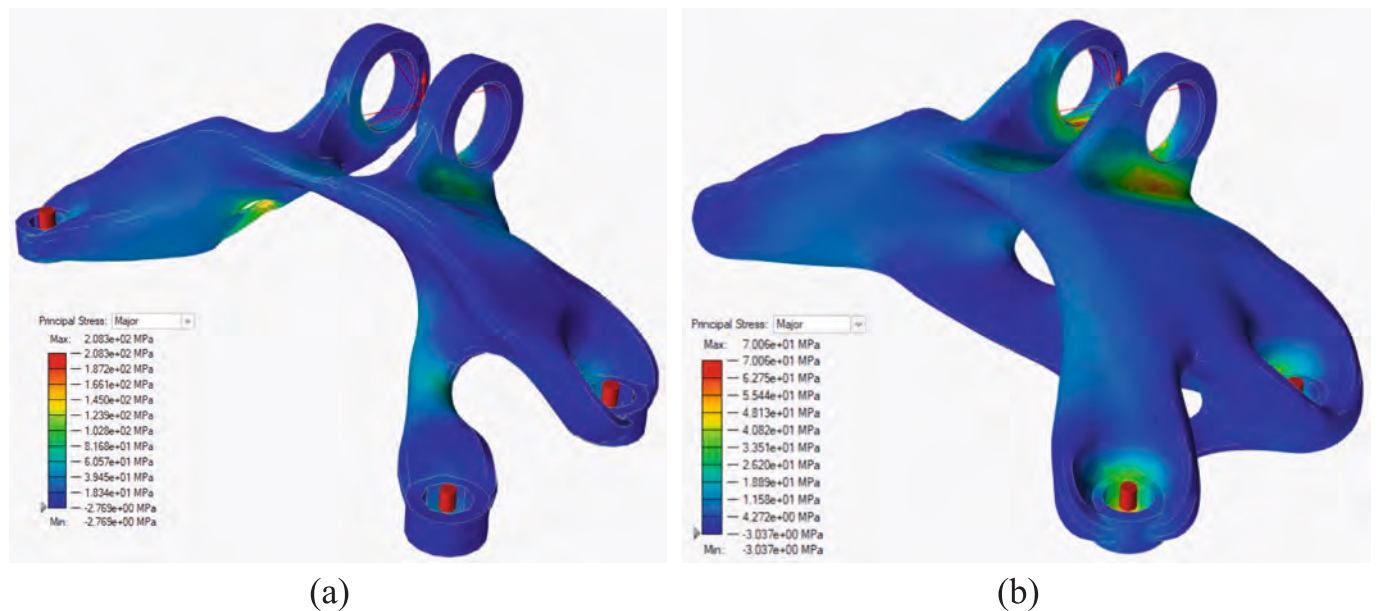 Principal Stress: Major
Max: 2.083e+02 MPa
2.083e+02 MPa
1.872e+02 MPa
1.661e+02 MPa
1.450e+02 MPa
1.239e+02 MPa
1.028e+02 MPa
8.168e+01 MPa
6.057e+01 MPa
3.945e+01 MPa
1.834e+01 MPa
-2.769e+00 MPa
Min: -2.769e+00 MPa
Principal Stress: Major
Max: 7.006e+01 MPa
7.006e+01 MPa
6.275e+01 MPa
5.544e+01 MPa
4.813e+01 MPa
4.082e+01 MPa
3.351e+01 MPa
2.620e+01 MPa
1.889e+01 MPa
1.158e+01 MPa
4.272e+00 MPa
-3.037e+00 MPa
Min: -3.037e+00 MPa
(a)
(b)